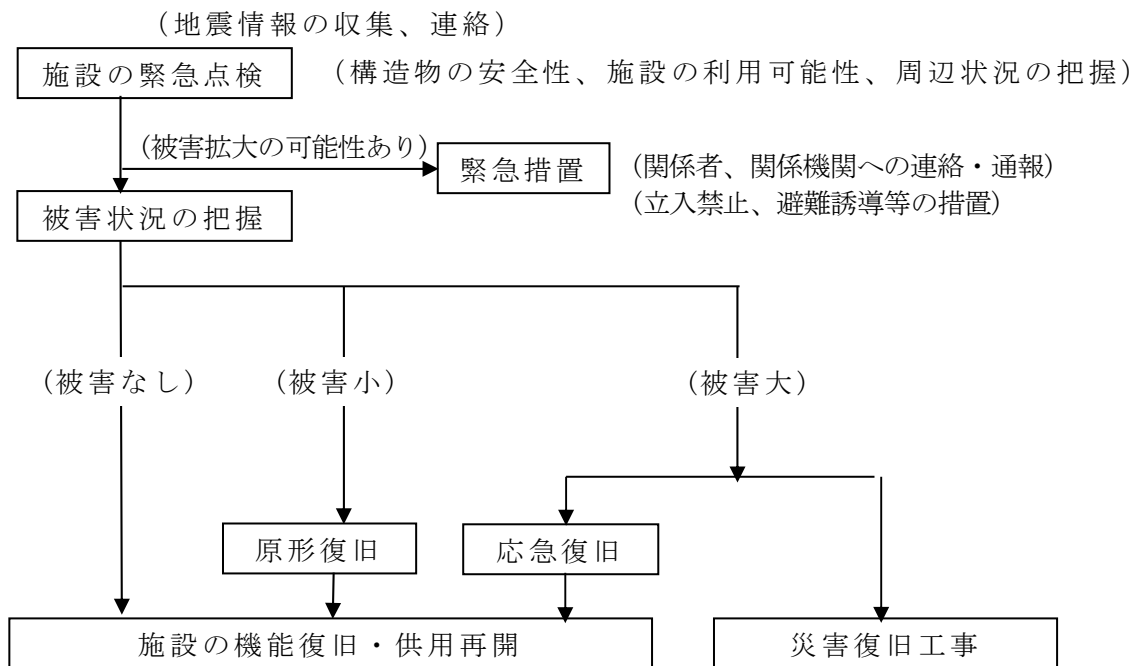 （地震情報の収集、連絡）
施設の緊急点検
（構造物の安全性、施設の利用可能性、周辺状況の把握）
（被害拡大の可能性あり）
緊急措置
（関係者、関係機関への連絡・通報）
（立入禁止、避難誘導等の措置）
被害状況の把握
（被害なし）
（被害小）
（被害大）
原形復旧
応急復旧
施設の機能復旧・供用再開
災害復旧工事